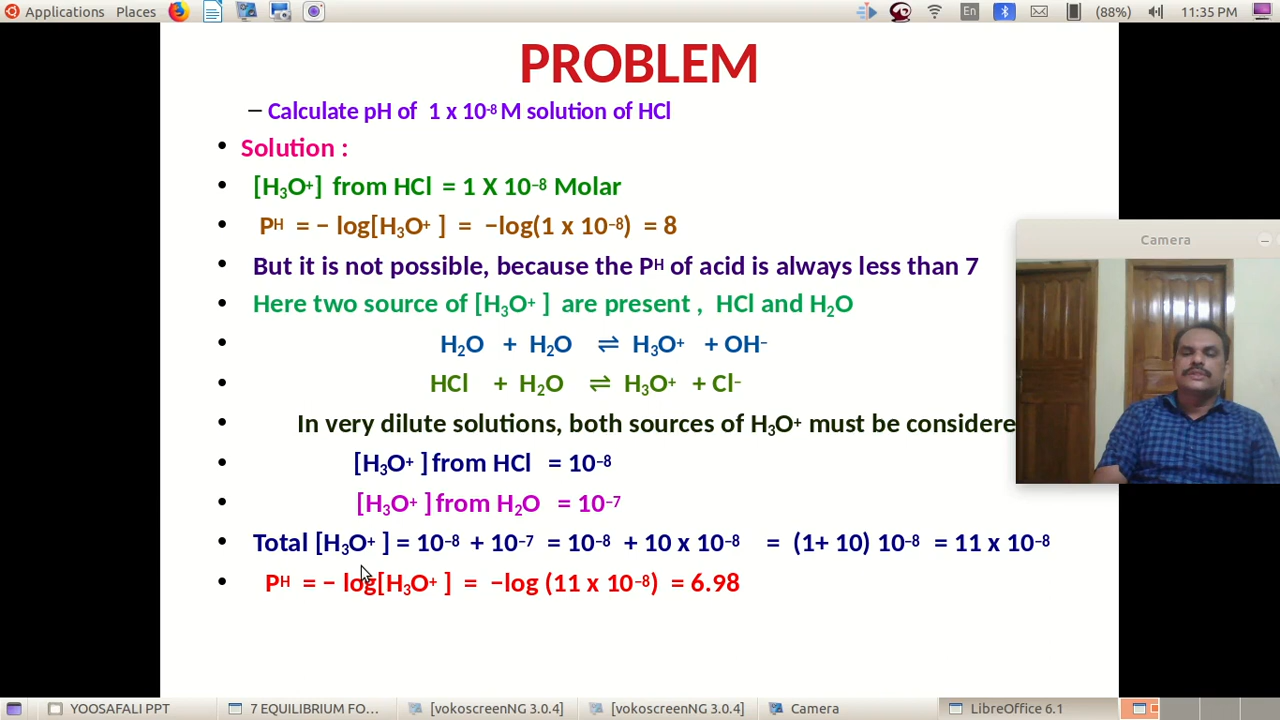 Applications Places En (88%) 11:35 PM
PROBLEM
– Calculate pH of 1 x 10⁻⁸ M solution of HCl
• Solution :
• [H₃O⁺] from HCl = 1 X 10⁻⁸ Molar
• Pᴴ = − log[H₃O⁺ ] = −log(1 x 10⁻⁸) = 8
• But it is not possible, because the Pᴴ of acid is always less than 7
• Here two source of [H₃O⁺ ] are present , HCl and H₂O
• H₂O + H₂O ⇌ H₃O⁺ + OH⁻
• HCl + H₂O ⇌ H₃O⁺ + Cl⁻
• In very dilute solutions, both sources of H₃O⁺ must be considere
• [H₃O⁺ ] from HCl = 10⁻⁸
• [H₃O⁺ ] from H₂O = 10⁻⁷
• Total [H₃O⁺ ] = 10⁻⁸ + 10⁻⁷ = 10⁻⁸ + 10 x 10⁻⁸ = (1+ 10) 10⁻⁸ = 11 x 10⁻⁸
• Pᴴ = − log[H₃O⁺ ] = −log (11 x 10⁻⁸) = 6.98
Camera
YOOSAFALI PPT 7 EQUILIBRIUM FO... [vokoscreenNG 3.0.4] [vokoscreenNG 3.0.4] Camera LibreOffice 6.1